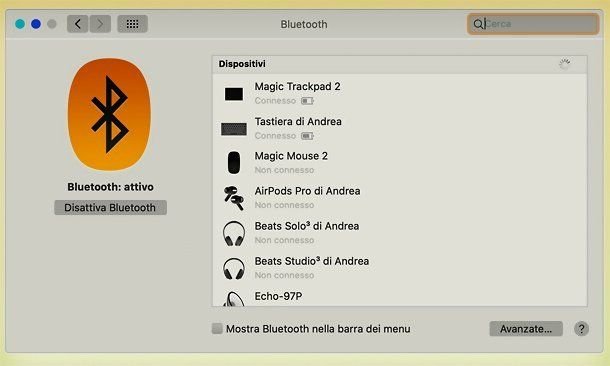 Bluetooth
Cerca
Dispositivi
Magic Trackpad 2
Connesso
Tastiera di Andrea
Connesso
Magic Mouse 2
Non connesso
AirPods Pro di Andrea
Non connesso
Beats Solo³ di Andrea
Non connesso
Beats Studio³ di Andrea
Non connesso
Echo-97P
Bluetooth: attivo
Disattiva Bluetooth
Mostra Bluetooth nella barra dei menu
Avanzate...
?